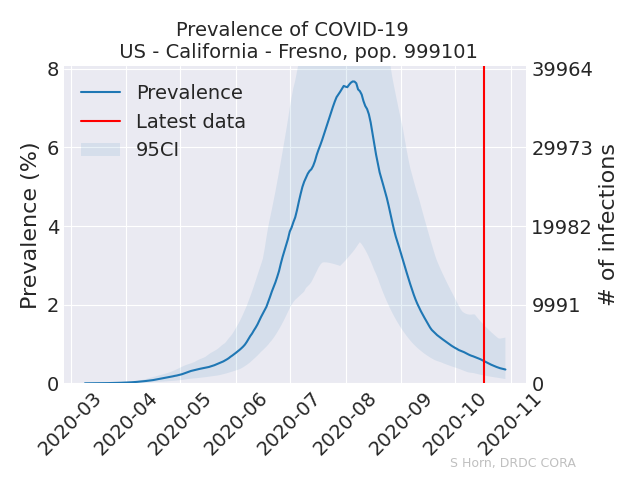 Prevalence of COVID-19
US - California - Fresno, pop. 999101
Prevalence
Latest data
95CI
Prevalence (%)
8
6
4
2
0
39964
29973
19982
9991
0
# of infections
2020-03
2020-04
2020-05
2020-06
2020-07
2020-08
2020-09
2020-10
2020-11
S Horn, DRDC CORA